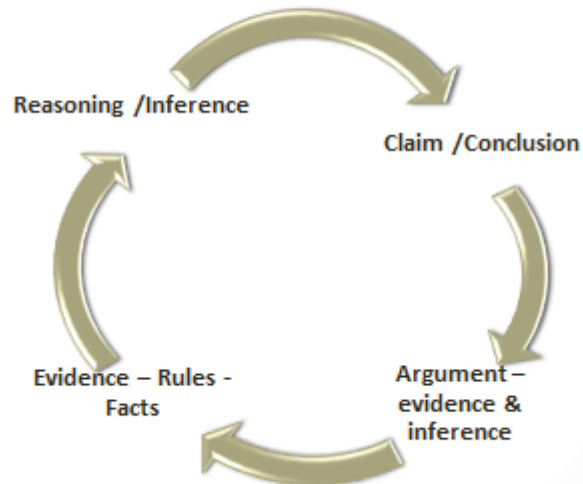 Reasoning /Inference
Claim /Conclusion
Evidence – Rules -
Facts
Argument –
evidence &
inference